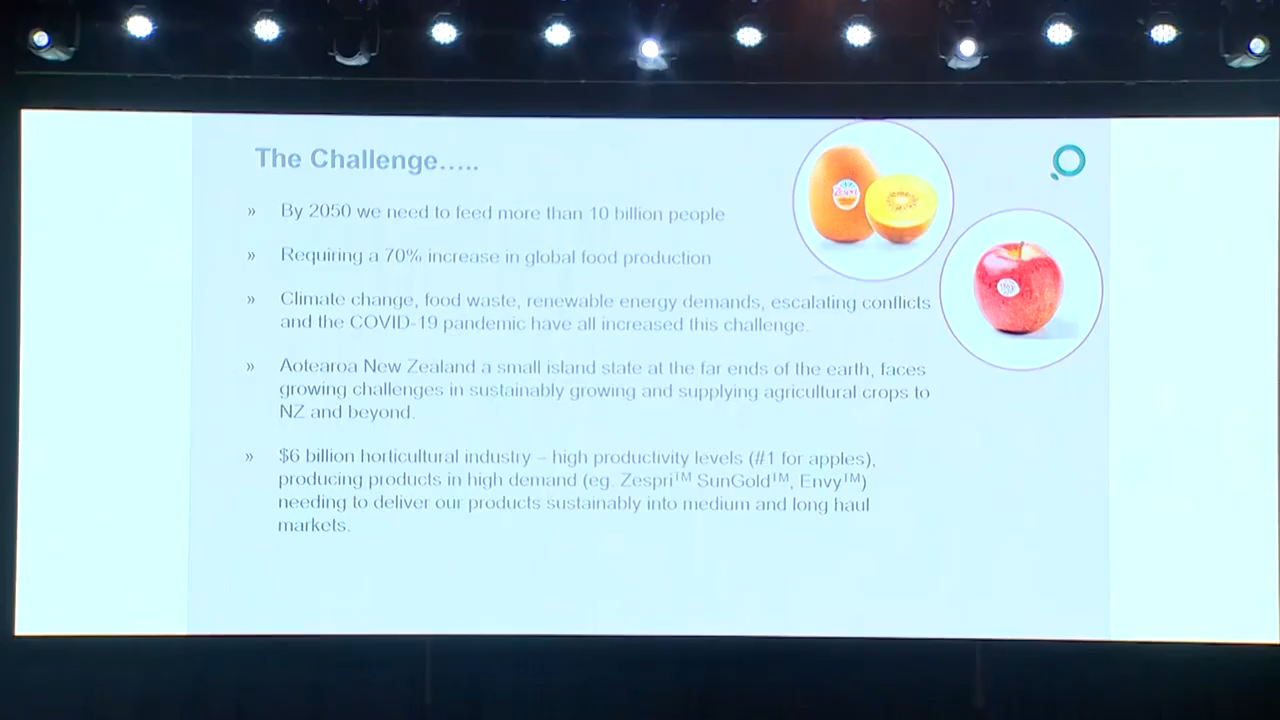 The Challenge.....
» By 2050 we need to feed more than 10 billion people
» Requiring a 70% increase in global food production
» Climate change, food waste, renewable energy demands, escalating conflicts
and the COVID-19 pandemic have all increased this challenge.
» Aotearoa New Zealand a small island state at the far ends of the earth, faces
growing challenges in sustainably growing and supplying agricultural crops to
NZ and beyond.
» $6 billion horticultural industry – high productivity levels (#1 for apples),
producing products in high demand (eg. Zespri™ SunGold™, Envy™)
needing to deliver our products sustainably into medium and long haul
markets.